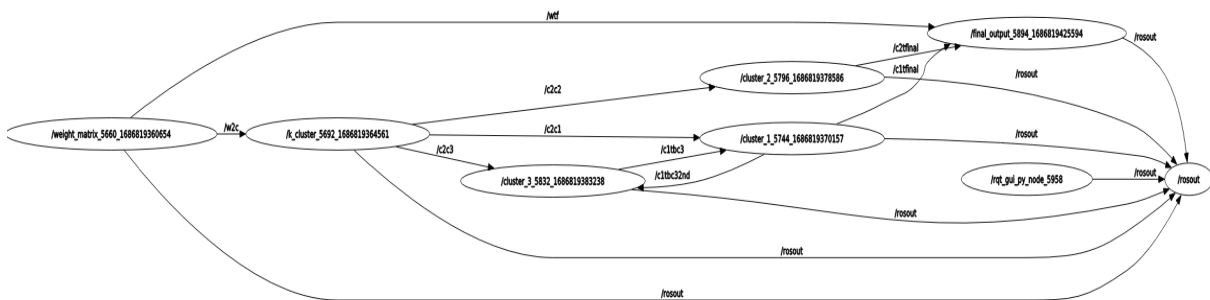 /wtf
/final_output_5894_1686819425594
/rosout
/c2tfinal
/c1tfinal
/cluster_2_5796_1686819378586
/rosout
/c2c2
/weight_matrix_5660_1686819360654
/w2c
/k_cluster_5692_1686819364561
/c2c1
/cluster_1_5744_1686819370157
/rosout
/c2c3
/c1tbc3
/c1tbc32nd
/cluster_3_5832_1686819383238
/rqt_gui_py_node_5958
/rosout
/rosout
/rosout
/rosout
/rosout